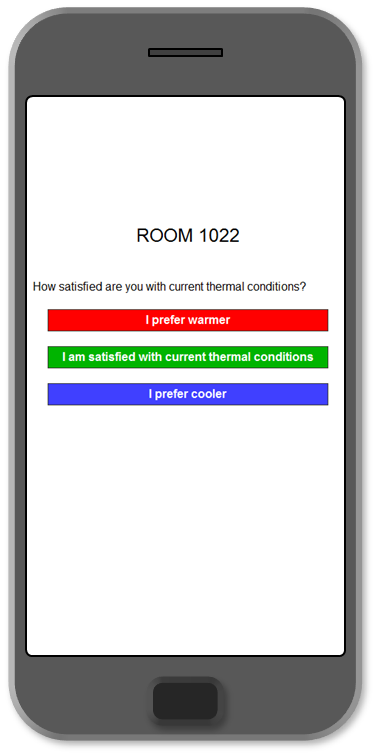 ROOM 1022
How satisfied are you with current thermal conditions?
I prefer warmer
I am satisfied with current thermal conditions
I prefer cooler